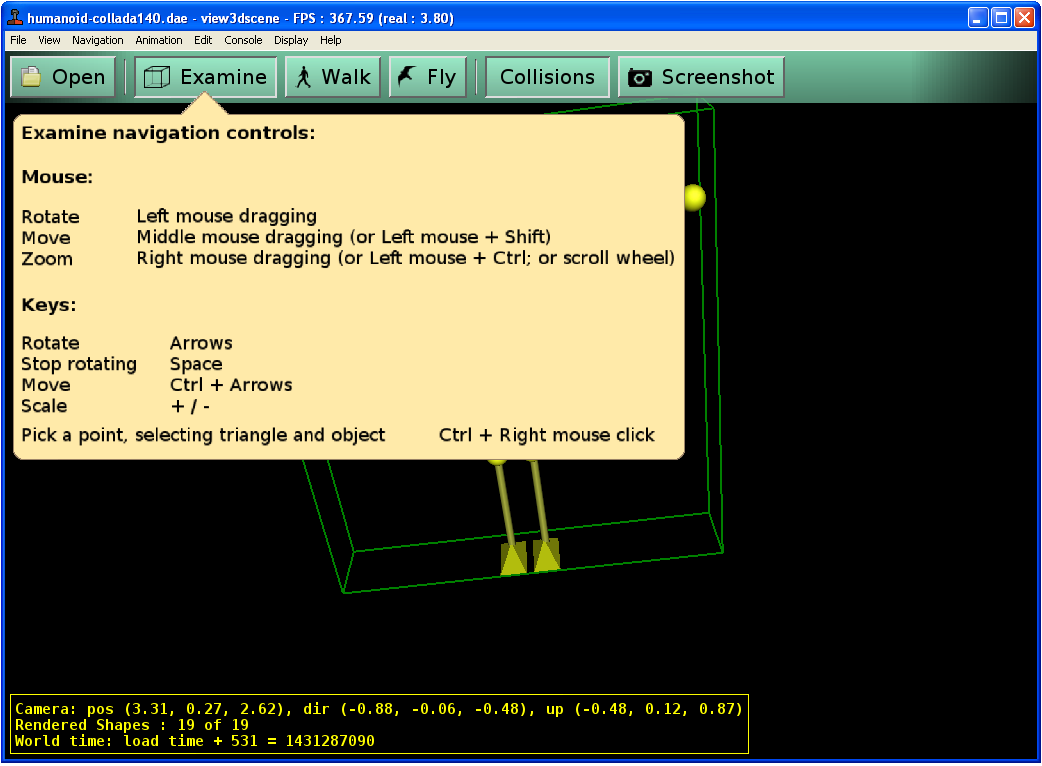 humanoid-collada140.dae - view3dscene - FPS : 367.59 (real : 3.80)
File View Navigation Animation Edit Console Display Help
Open Examine Walk Fly Collisions Screenshot
Examine navigation controls:
Mouse:
Rotate Left mouse dragging
Move Middle mouse dragging (or Left mouse + Shift)
Zoom Right mouse dragging (or Left mouse + Ctrl; or scroll wheel)
Keys:
Rotate Arrows
Stop rotating Space
Move Ctrl + Arrows
Scale + / -
Pick a point, selecting triangle and object Ctrl + Right mouse click
Camera: pos (3.31, 0.27, 2.62), dir (-0.88, -0.06, -0.48), up (-0.48, 0.12, 0.87)
Rendered Shapes : 19 of 19
World time: load time + 531 = 1431287090